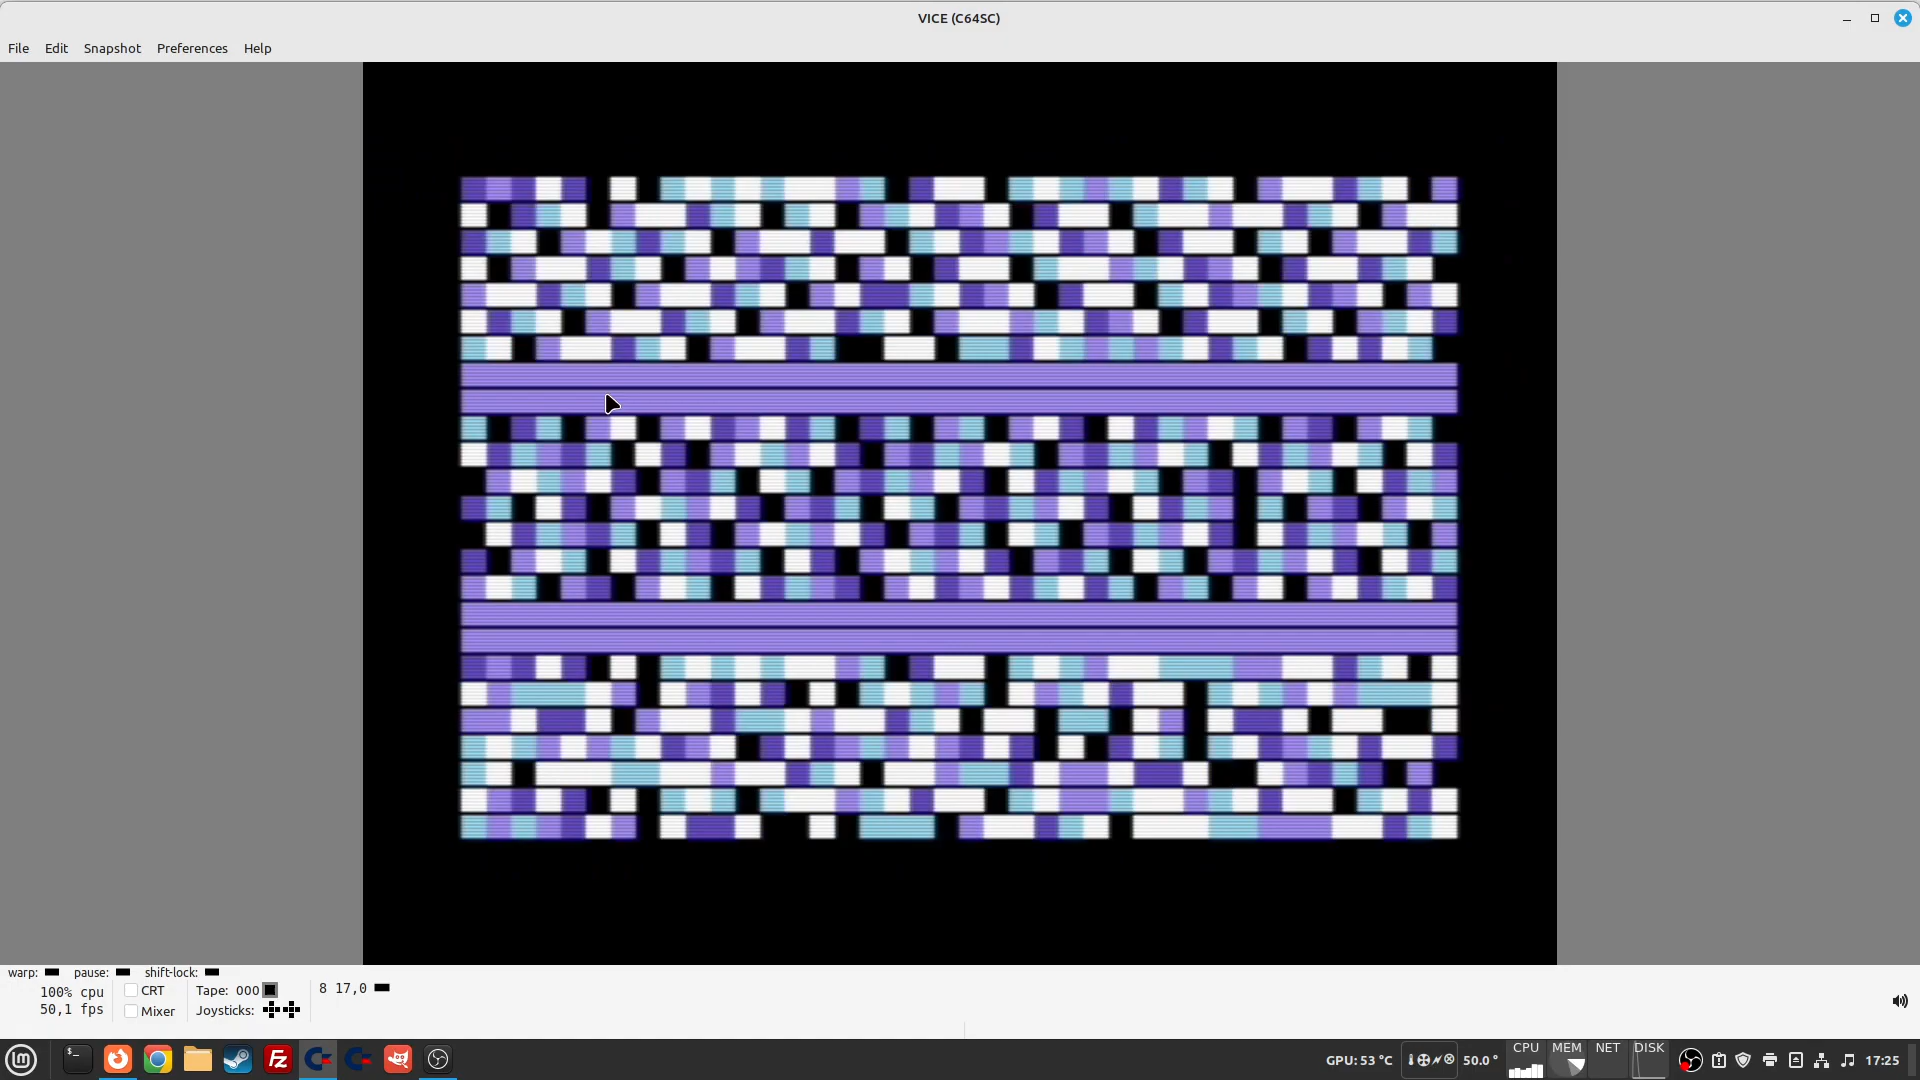 VICE (C64SC)
File Edit Snapshot Preferences Help
warp: pause: shift-lock:
100% cpu CRT Tape: 000 8 17,0
50,1 fps Mixer Joysticks:
GPU: 53 °C 50.0 ° CPU MEM NET DISK 17:25